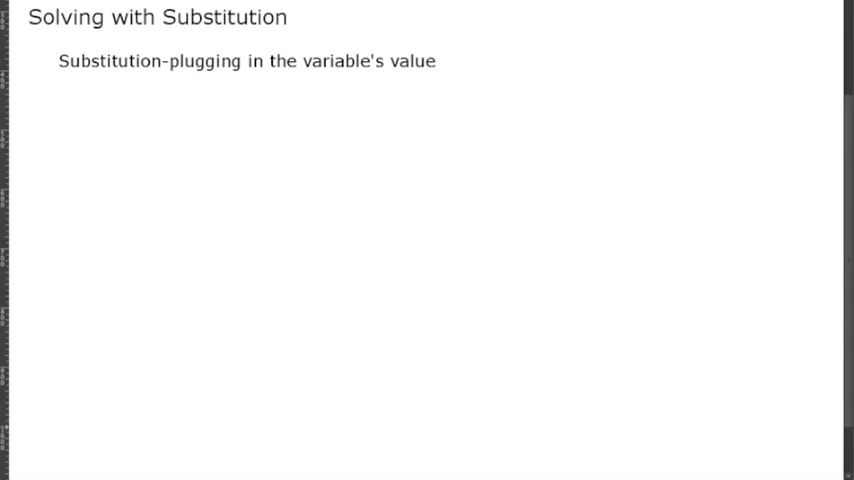 Solving with Substitution
Substitution-plugging in the variable's value